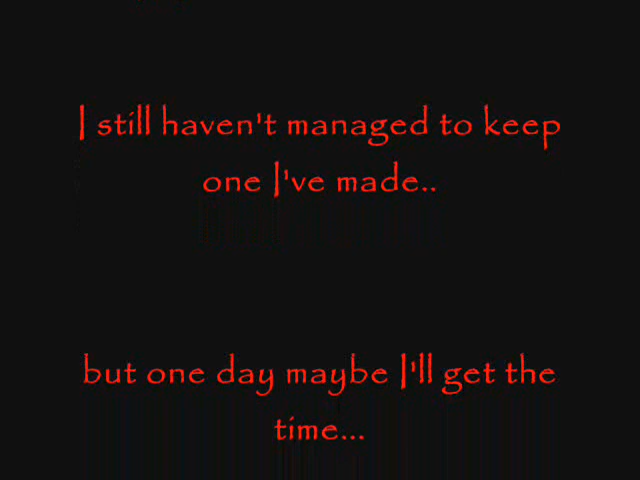 I still haven't managed to keep
one I've made..
but one day maybe I'll get the
time...